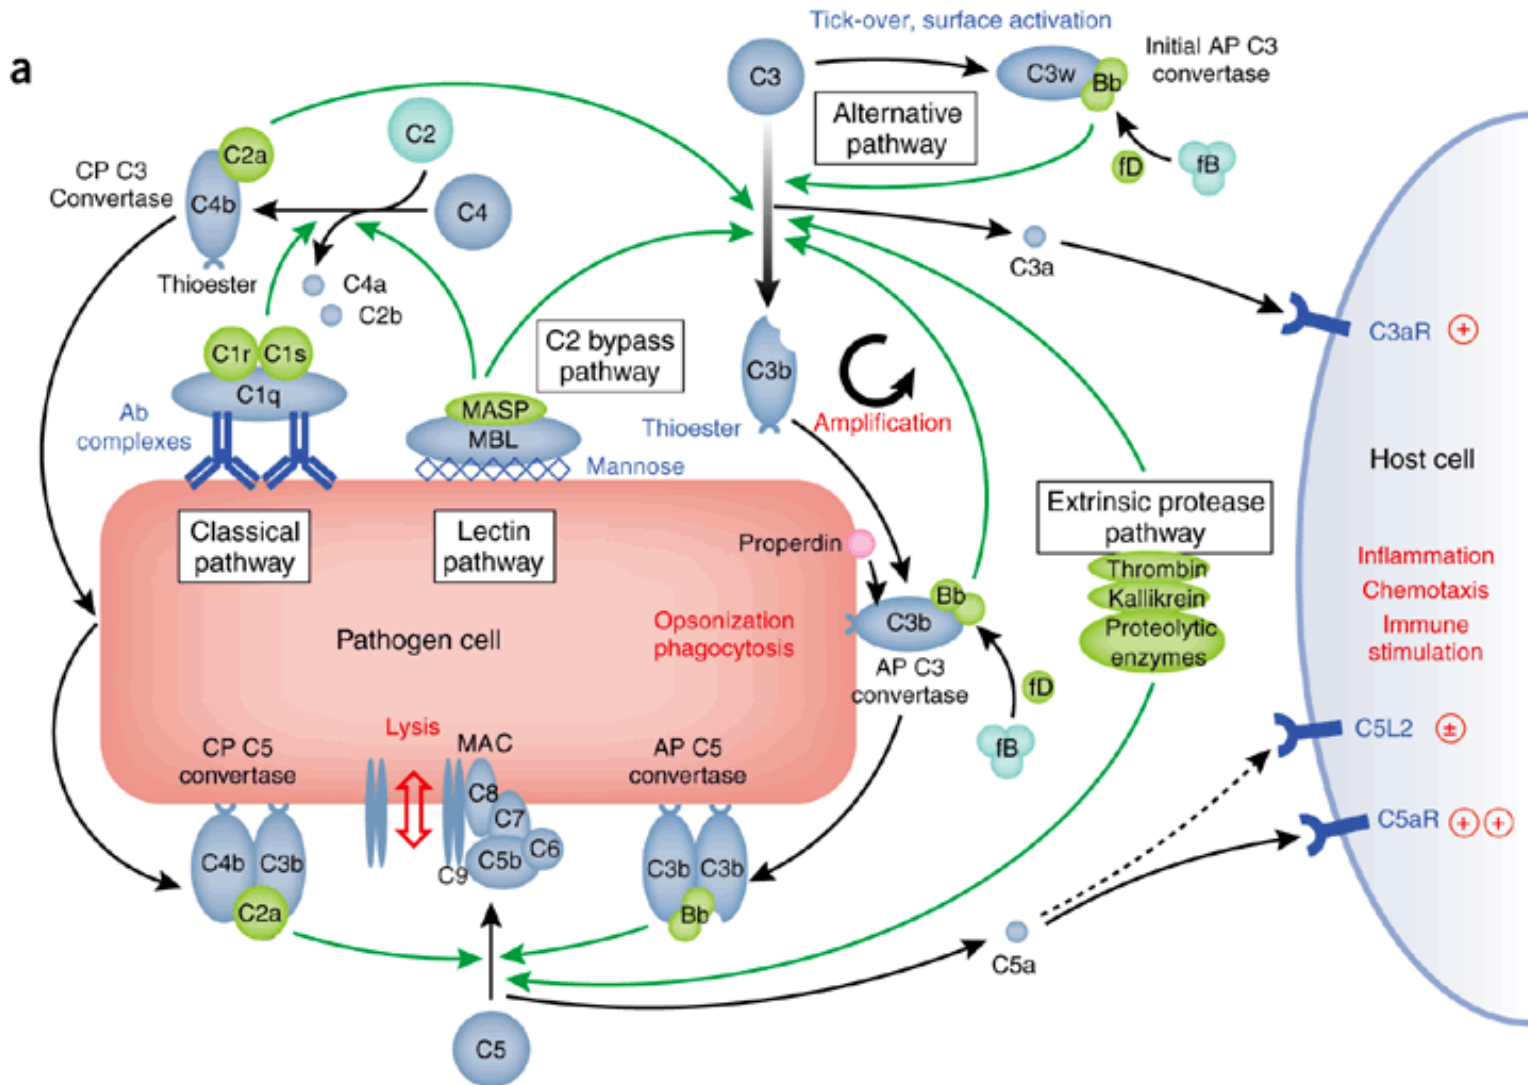 a
Tick-over, surface activation
C3
C3w
Bb
Initial AP C3
convertase
Alternative
pathway
fD
fB
C2a
C2
CP C3
Convertase
C4b
C4
Thioester
C4a
C2b
C3a
C3aR +
C1r
C1s
C1q
Ab
complexes
C2 bypass
pathway
MASP
MBL
Mannose
C3b
Thioester
Amplification
Host cell
Classical
pathway
Lectin
pathway
Extrinsic protease
pathway
Thrombin
Kallikrein
Proteolytic
enzymes
Properdin
Bb
C3b
Opsonization
phagocytosis
AP C3
convertase
fD
fB
Inflammation
Chemotaxis
Immune
stimulation
Pathogen cell
Lysis
MAC
CP C5
convertase
AP C5
convertase
C8
C7
C6
C5b
C9
C4b
C3b
C2a
C3b
C3b
Bb
C5L2 ±
C5aR + +
C5a
C5